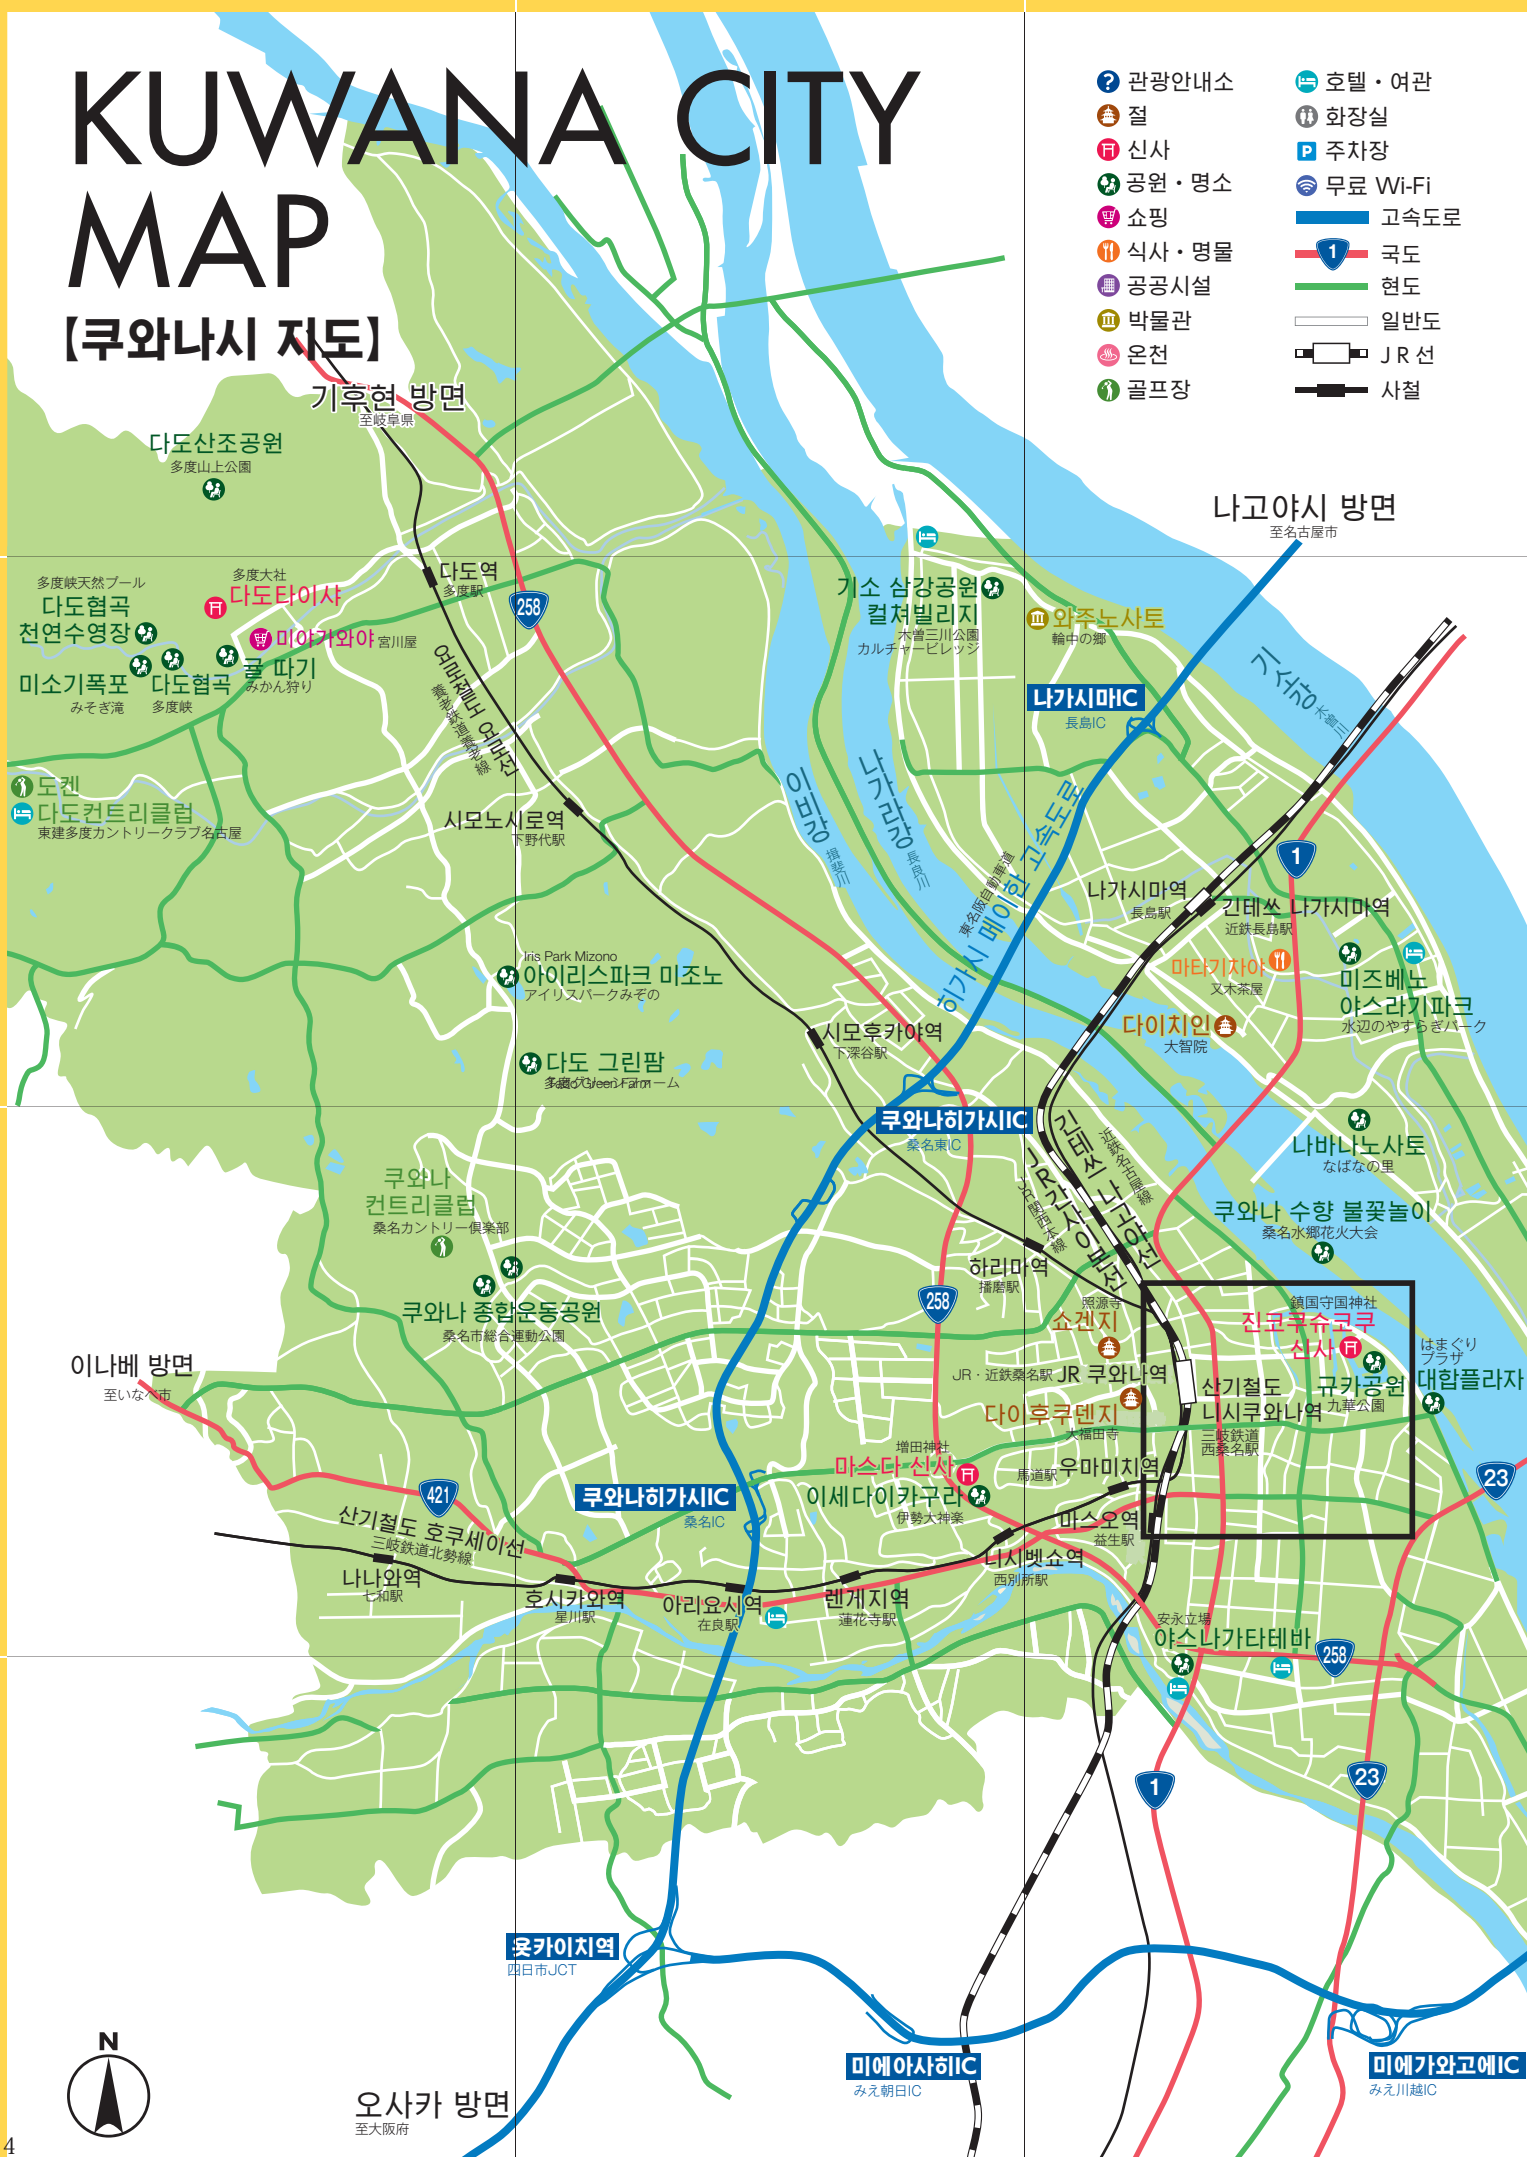 KUWANA CITY
MAP
【쿠와나시 지도】
관광안내소
절
신사
공원・명소
쇼핑
식사・명물
공공시설
박물관
온천
골프장
호텔・여관
화장실
주차장
무료 Wi-Fi
고속도로
1
국도
현도
일반도
J R 선
사철
기후현 방면
至岐阜県
다도산조공원
多度山上公園
나고야시 방면
至名古屋市
多度峡天然プール
다도협곡
천연수영장
多度大社
다도타이샤
미야가와야 宮川屋
미소기폭포
みそぎ滝
다도협곡
多度峡
귤 따기
みかん狩り
다도역
多度駅
258
요로철도 요로선
養老鉄道養老線
기소 삼강공원
컬쳐빌리지
木曽三川公園
カルチャービレッジ
와주노사토
輪中の郷
나가시마IC
長島IC
기소강
木曽川
도켄
다도컨트리클럽
東建多度カントリークラブ名古屋
시모노시로역
下野代駅
이비강
揖斐川
나가라강
長良川
히가시 메이한 고속도로
東名阪自動車道
1
나가시마역
長島駅
긴테쓰 나가시마역
近鉄長島駅
마타기차야
又木茶屋
미즈베노
야스라기파크
水辺のやすらぎパーク
다이치인
大智院
Iris Park Mizono
아이리스파크 미조노
アイリスパークみぞの
시모후카야역
下深谷駅
다도 그린팜
쿠와나히가시IC
桑名東IC
긴테쓰 나고야선
近鉄名古屋線
JR간사이본선
JR関西本線
나바나노사토
なばなの里
쿠와나 수향 불꽃놀이
桑名水郷花火大会
쿠와나
컨트리클럽
桑名カントリー倶楽部
쿠와나 종합운동공원
桑名市総合運動公園
하리마역
播磨駅
258
照源寺
쇼겐지
JR・近鉄桑名駅 JR 쿠와나역
다이후쿠덴지
大福田寺
鎮国守国神社
진코쿠슈코쿠
신사
규카공원
九華公園
はまぐり
プラザ
대합플라자
산기철도
니시쿠와나역
三岐鉄道
西桑名駅
이나베 방면
至いなべ市
421
산기철도 호쿠세이선
三岐鉄道北勢線
쿠와나히가시IC
桑名IC
増田神社
마스다 신사
이세다이카구라
伊勢大神楽
馬道駅 우마미치역
마스오역
益生駅
니시벳쇼역
西別所駅
23
나나와역
七和駅
호시카와역
星川駅
아리요시역
在良駅
렌게지역
蓮花寺駅
安永立場
야스나가타테바
258
1
23
욧카이치역
四日市JCT
미에아사히IC
みえ朝日IC
미에가와고에IC
みえ川越IC
오사카 방면
至大阪府
N
4